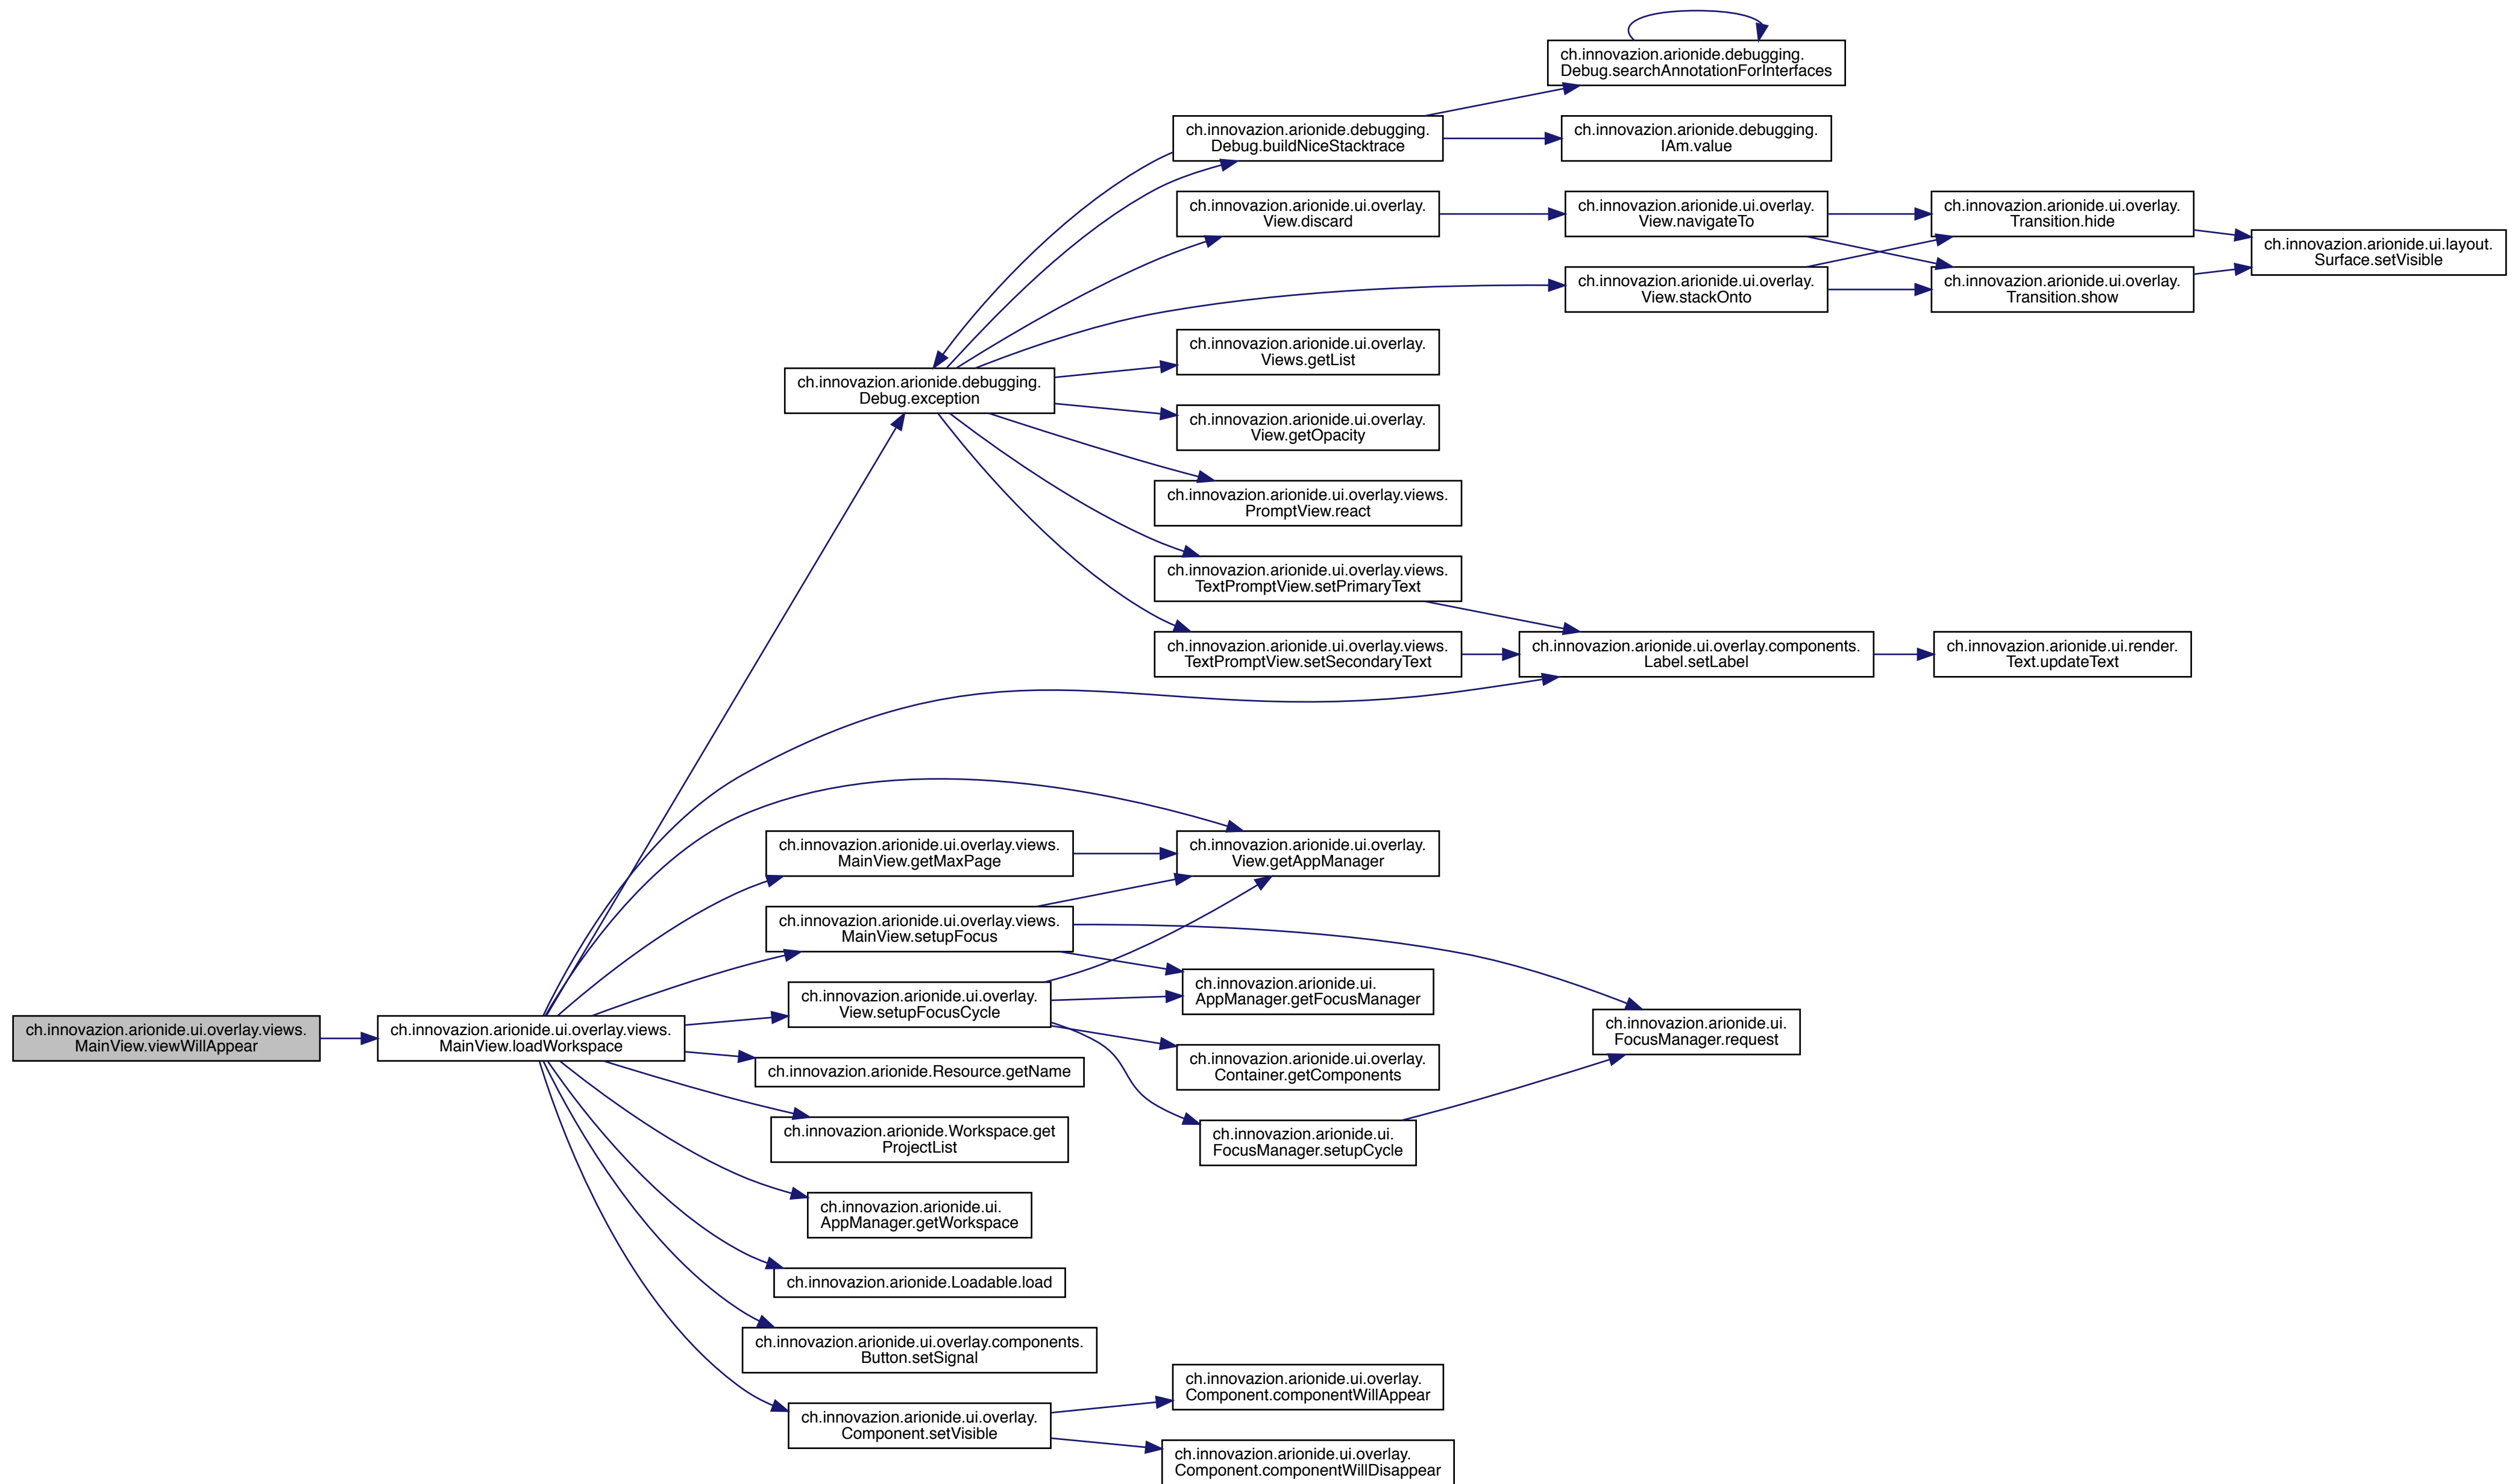 ch.innovazion.arionide.debugging.
Debug.searchAnnotationForInterfaces
ch.innovazion.arionide.debugging.
Debug.buildNiceStacktrace
ch.innovazion.arionide.debugging.
IAm.value
ch.innovazion.arionide.ui.overlay.
View.discard
ch.innovazion.arionide.ui.overlay.
View.navigateTo
ch.innovazion.arionide.ui.overlay.
Transition.hide
ch.innovazion.arionide.ui.layout.
Surface.setVisible
ch.innovazion.arionide.ui.overlay.
View.stackOnto
ch.innovazion.arionide.ui.overlay.
Transition.show
ch.innovazion.arionide.ui.overlay.
Views.getList
ch.innovazion.arionide.debugging.
Debug.exception
ch.innovazion.arionide.ui.overlay.
View.getOpacity
ch.innovazion.arionide.ui.overlay.views.
PromptView.react
ch.innovazion.arionide.ui.overlay.views.
TextPromptView.setPrimaryText
ch.innovazion.arionide.ui.overlay.views.
TextPromptView.setSecondaryText
ch.innovazion.arionide.ui.overlay.components.
Label.setLabel
ch.innovazion.arionide.ui.render.
Text.updateText
ch.innovazion.arionide.ui.overlay.views.
MainView.getMaxPage
ch.innovazion.arionide.ui.overlay.
View.getAppManager
ch.innovazion.arionide.ui.overlay.views.
MainView.setupFocus
ch.innovazion.arionide.ui.
AppManager.getFocusManager
ch.innovazion.arionide.ui.overlay.
View.setupFocusCycle
ch.innovazion.arionide.ui.overlay.views.
MainView.viewWillAppear
ch.innovazion.arionide.ui.overlay.views.
MainView.loadWorkspace
ch.innovazion.arionide.ui.
FocusManager.request
ch.innovazion.arionide.Resource.getName
ch.innovazion.arionide.ui.overlay.
Container.getComponents
ch.innovazion.arionide.Workspace.get
ProjectList
ch.innovazion.arionide.ui.
FocusManager.setupCycle
ch.innovazion.arionide.ui.
AppManager.getWorkspace
ch.innovazion.arionide.Loadable.load
ch.innovazion.arionide.ui.overlay.components.
Button.setSignal
ch.innovazion.arionide.ui.overlay.
Component.componentWillAppear
ch.innovazion.arionide.ui.overlay.
Component.setVisible
ch.innovazion.arionide.ui.overlay.
Component.componentWillDisappear